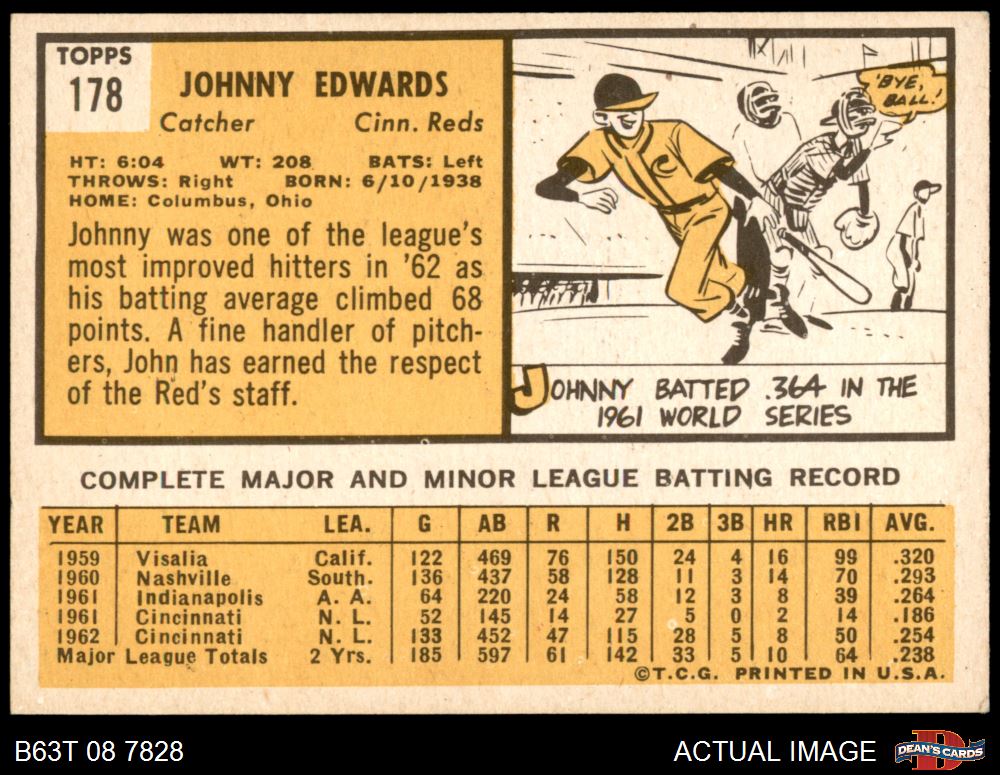 TOPPS
178
JOHNNY EDWARDS
Catcher Cinn. Reds
HT: 6:04 WT: 208 BATS: Left
THROWS: Right BORN: 6/10/1938
HOME: Columbus, Ohio
Johnny was one of the league's
most improved hitters in '62 as
his batting average climbed 68
points. A fine handler of pitch-
ers, John has earned the respect
of the Red's staff.
'BYE,
BALL!
C
JOHNNY BATTED .364 IN THE
1961 WORLD SERIES
COMPLETE MAJOR AND MINOR LEAGUE BATTING RECORD
YEAR TEAM LEA. G AB R H 2B 3B HR RBI AVG.
1959 Visalia Calif. 122 469 76 150 24 4 16 99 .320
1960 Nashville South. 136 437 58 128 11 3 14 70 .293
1961 Indianapolis A. A. 64 220 24 58 12 3 8 39 .264
1961 Cincinnati N. L. 52 145 14 27 5 0 2 14 .186
1962 Cincinnati N. L. 133 452 47 115 28 5 8 50 .254
Major League Totals 2 Yrs. 185 597 61 142 33 5 10 64 .238
©T.C.G. PRINTED IN U.S.A.
B63T 08 7828 ACTUAL IMAGE
DEAN'S CARDS